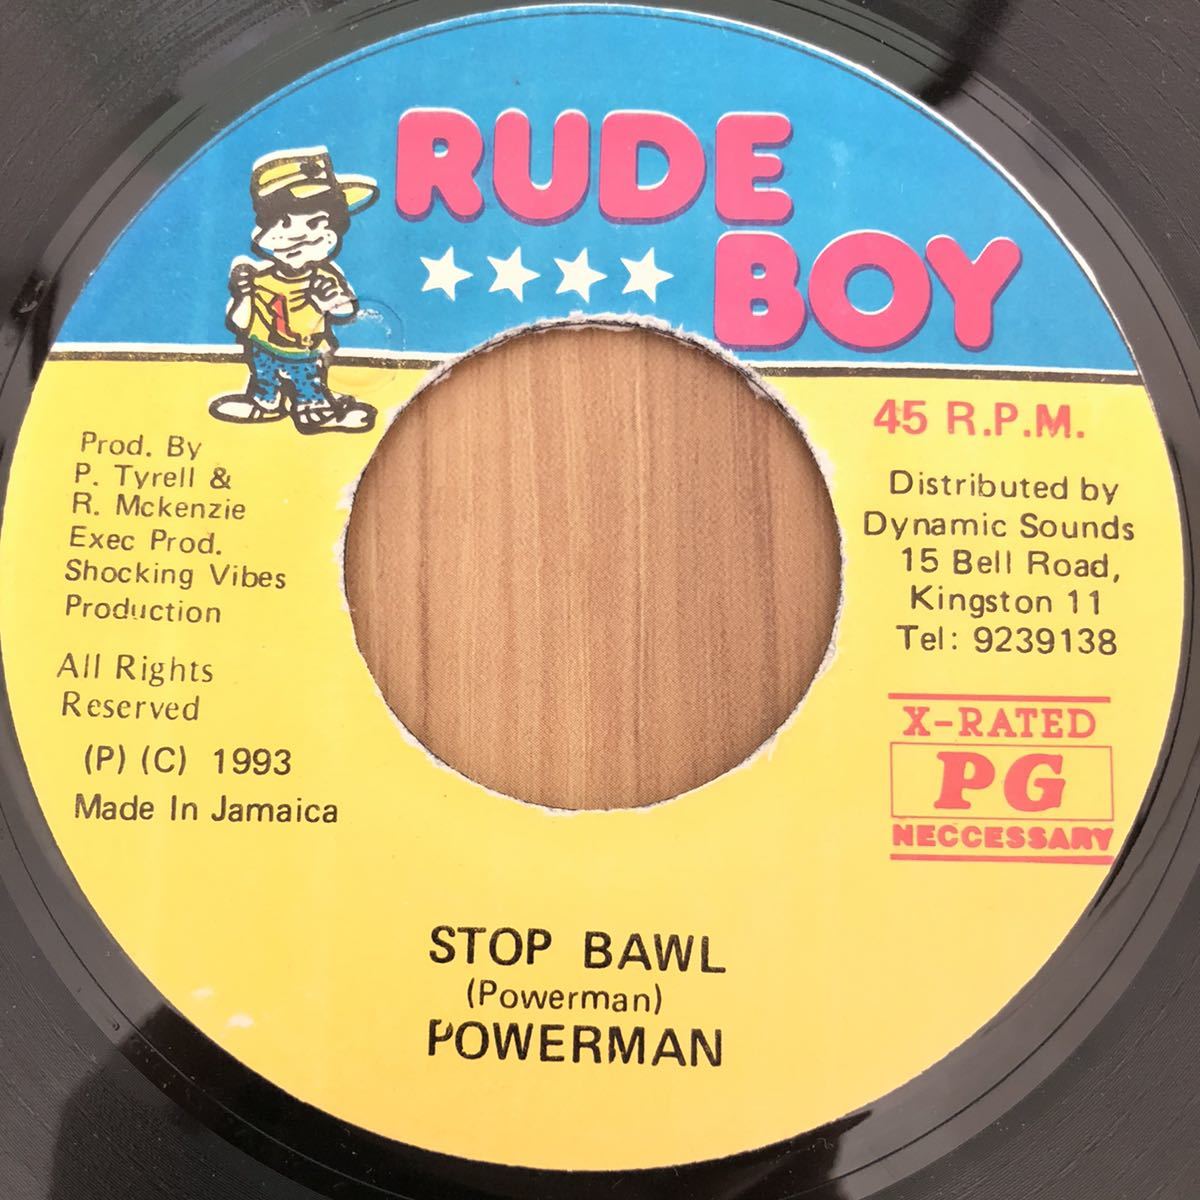 RUDE
BOY
45 R.P.M.
Prod. By
P. Tyrell &
R. Mckenzie
Exec Prod.
Shocking Vibes
Production
All Rights
Reserved
(P) (C) 1993
Made In Jamaica
Distributed by
Dynamic Sounds
15 Bell Road,
Kingston 11
Tel: 9239138
X-RATED
PG
NECCESSARY
STOP BAWL
(Powerman)
POWERMAN